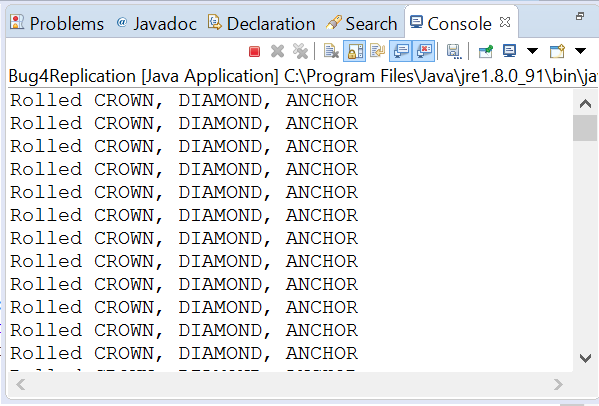 Problems @ Javadoc Declaration Search Console
Bug4Replication [Java Application] C:\Program Files\Java\jre1.8.0_91\bin\ja
Rolled CROWN, DIAMOND, ANCHOR
Rolled CROWN, DIAMOND, ANCHOR
Rolled CROWN, DIAMOND, ANCHOR
Rolled CROWN, DIAMOND, ANCHOR
Rolled CROWN, DIAMOND, ANCHOR
Rolled CROWN, DIAMOND, ANCHOR
Rolled CROWN, DIAMOND, ANCHOR
Rolled CROWN, DIAMOND, ANCHOR
Rolled CROWN, DIAMOND, ANCHOR
Rolled CROWN, DIAMOND, ANCHOR
Rolled CROWN, DIAMOND, ANCHOR
Rolled CROWN, DIAMOND, ANCHOR